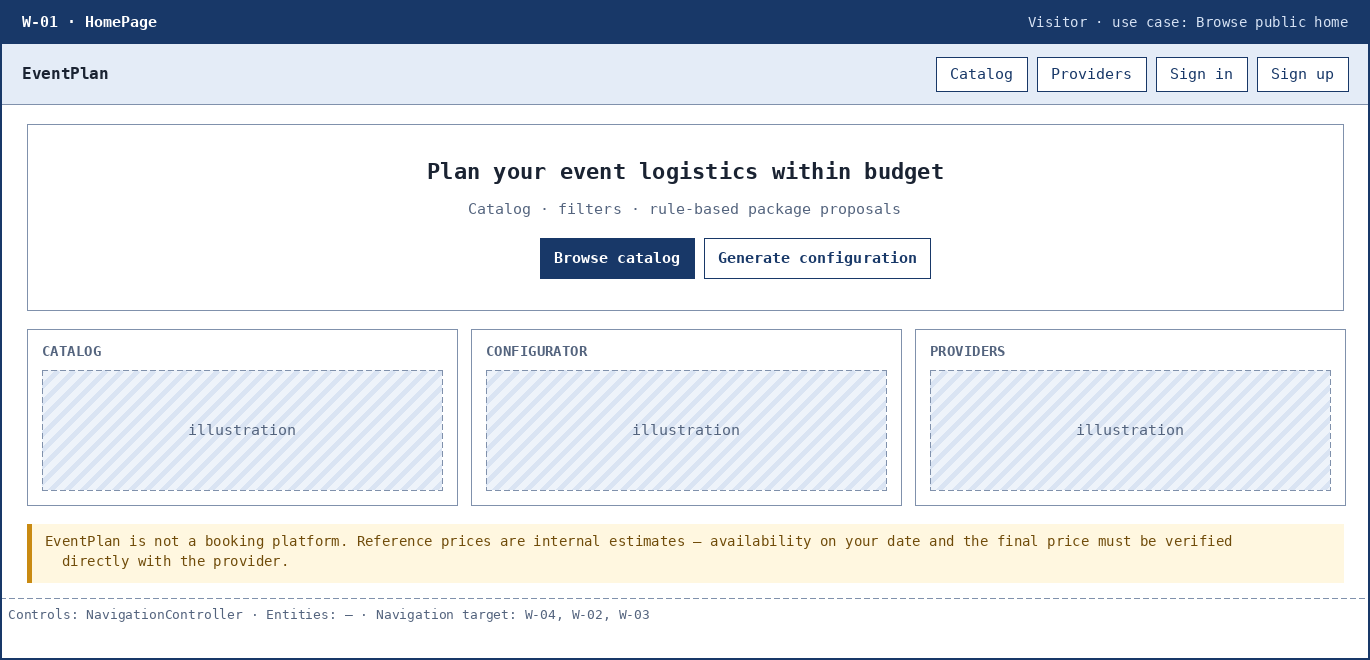 W-01 · HomePage
Visitor · use case: Browse public home
EventPlan
Catalog
Providers
Sign in
Sign up
Plan your event logistics within budget
Catalog · filters · rule-based package proposals
Browse catalog
Generate configuration
CATALOG
illustration
CONFIGURATOR
illustration
PROVIDERS
illustration
EventPlan is not a booking platform. Reference prices are internal estimates — availability on your date and the final price must be verified
directly with the provider.
Controls: NavigationController · Entities: — · Navigation target: W-04, W-02, W-03